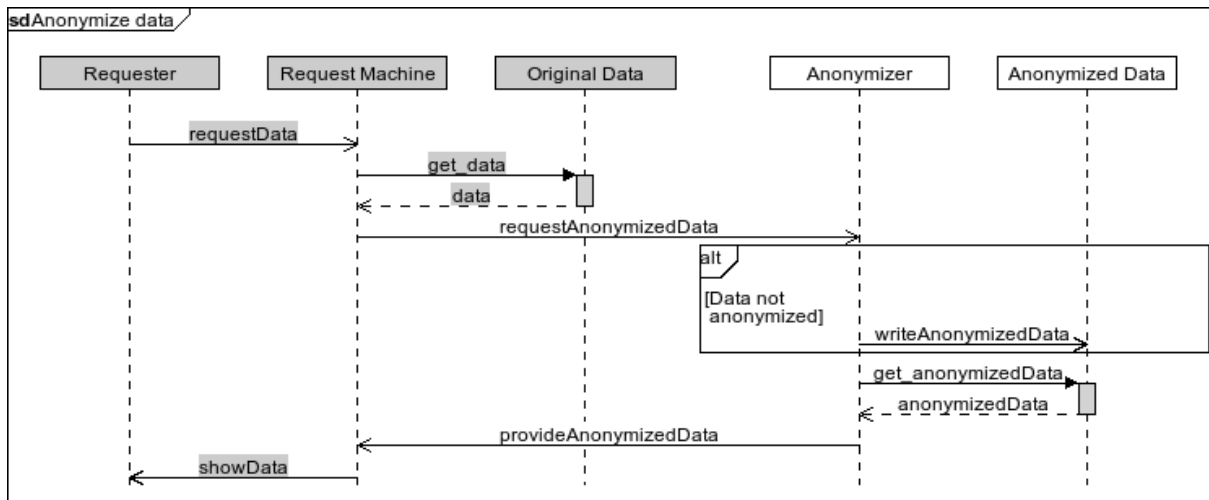 sdAnonymize data
Requester
Request Machine
Original Data
Anonymizer
Anonymized Data
requestData
get_data
data
requestAnonymizedData
alt
[Data not
anonymized]
writeAnonymizedData
get_anonymizedData
anonymizedData
provideAnonymizedData
showData